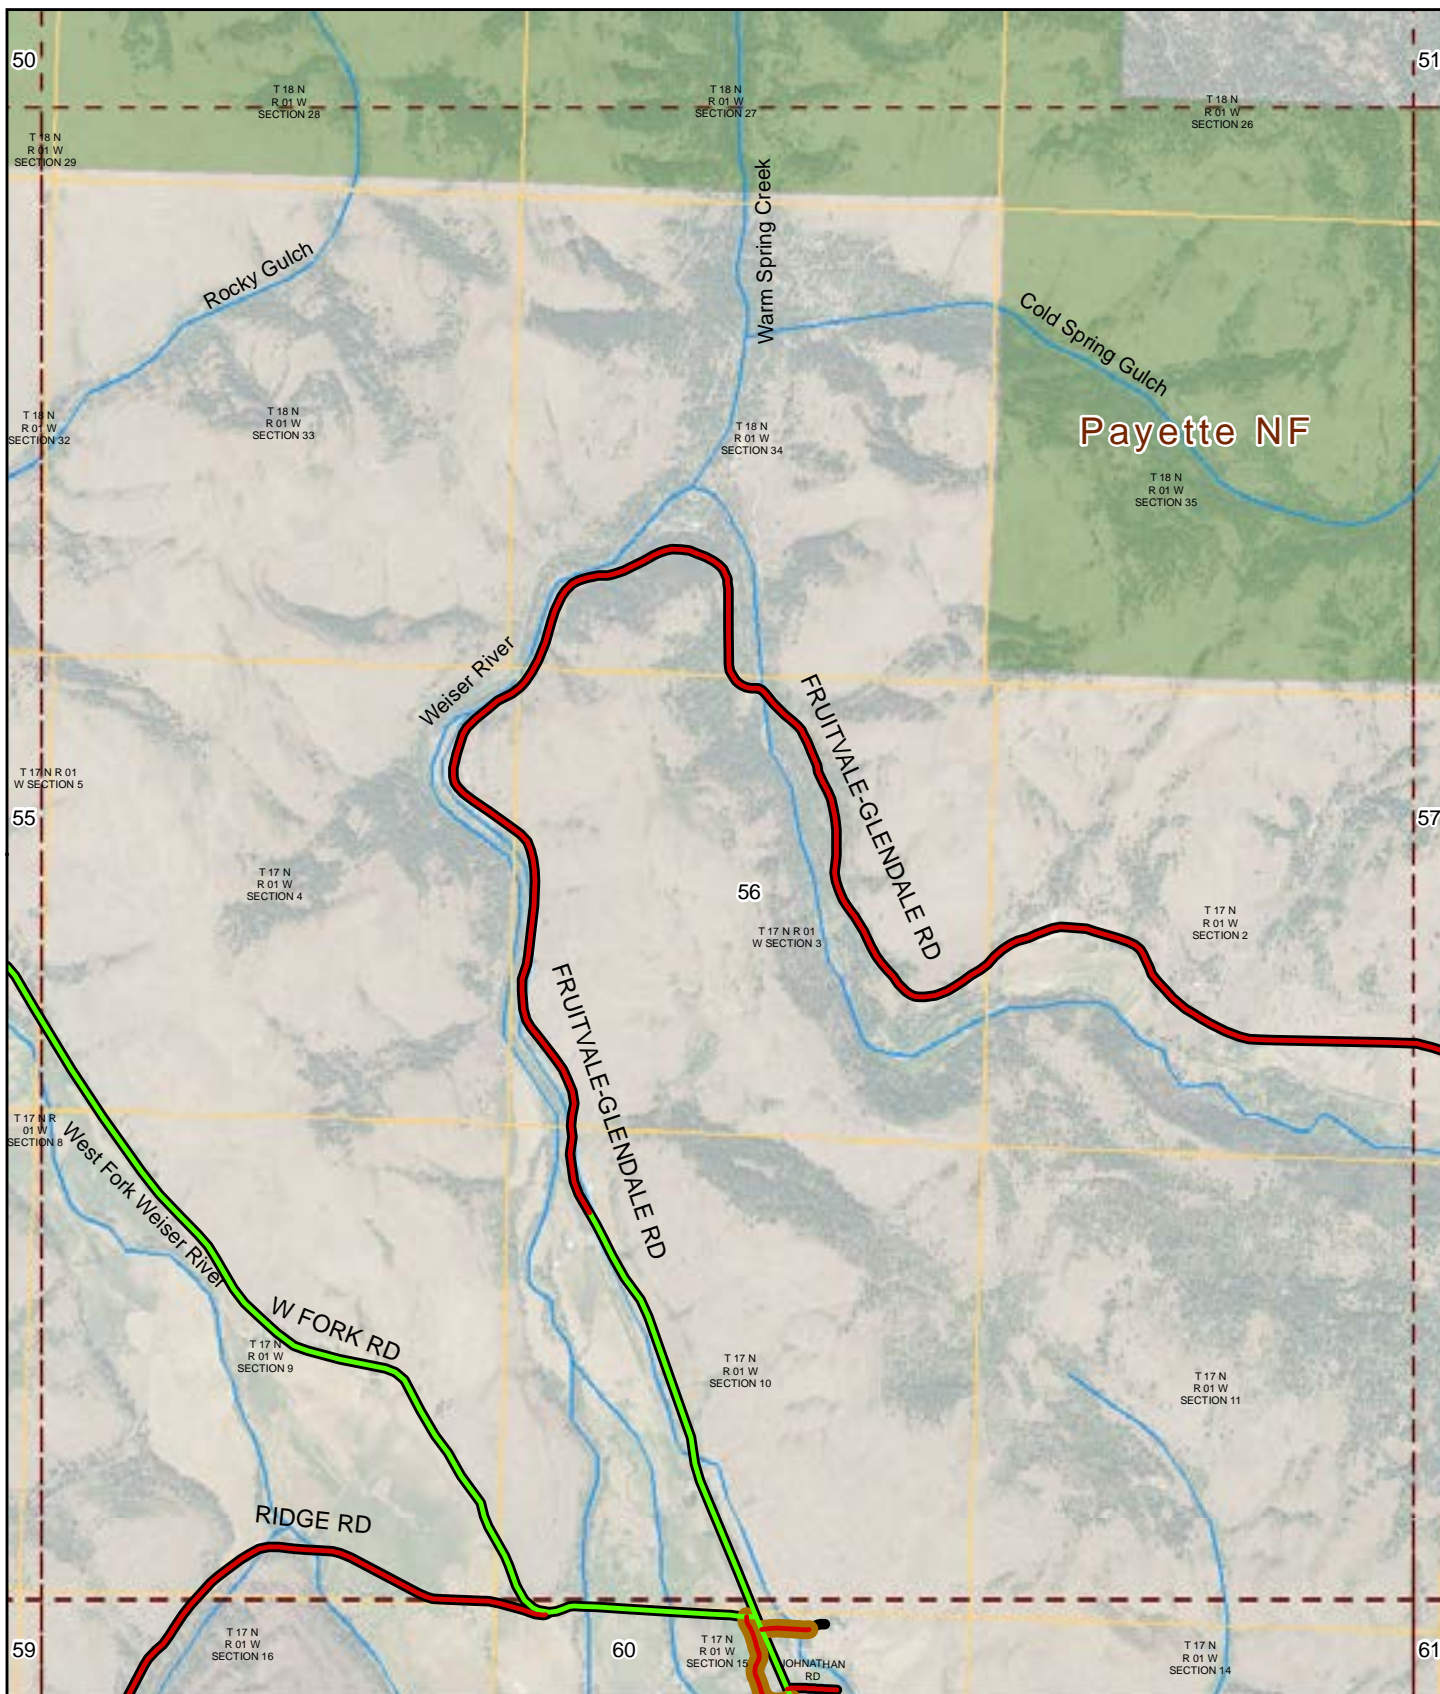 50
51
T 18 N
R 01 W
SECTION 28
T 18 N
R 01 W
SECTION 27
T 18 N
R 01 W
SECTION 26
T 18 N
R 01 W
SECTION 29
Warm Spring Creek
Rocky Gulch
Cold Spring Gulch
T 18 N
R 01 W
SECTION 32
T 18 N
R 01 W
SECTION 33
T 18 N
R 01 W
SECTION 34
Payette NF
T 18 N
R 01 W
SECTION 35
Weiser River
FRUITVALE-GLENDALE RD
T 17 N R 01
W SECTION 5
55
57
T 17 N
R 01 W
SECTION 4
56
T 17 N R 01
W SECTION 3
T 17 N
R 01 W
SECTION 2
FRUITVALE-GLENDALE RD
T 17 N R
01 W
SECTION 8
West Fork Weiser River
W FORK RD
T 17 N
R 01 W
SECTION 9
T 17 N
R 01 W
SECTION 10
T 17 N
R 01 W
SECTION 11
RIDGE RD
59
T 17 N
R 01 W
SECTION 16
60
T 17 N
R 01 W
SECTION 15
JOHNATHAN
RD
T 17 N
R 01 W
SECTION 14
61